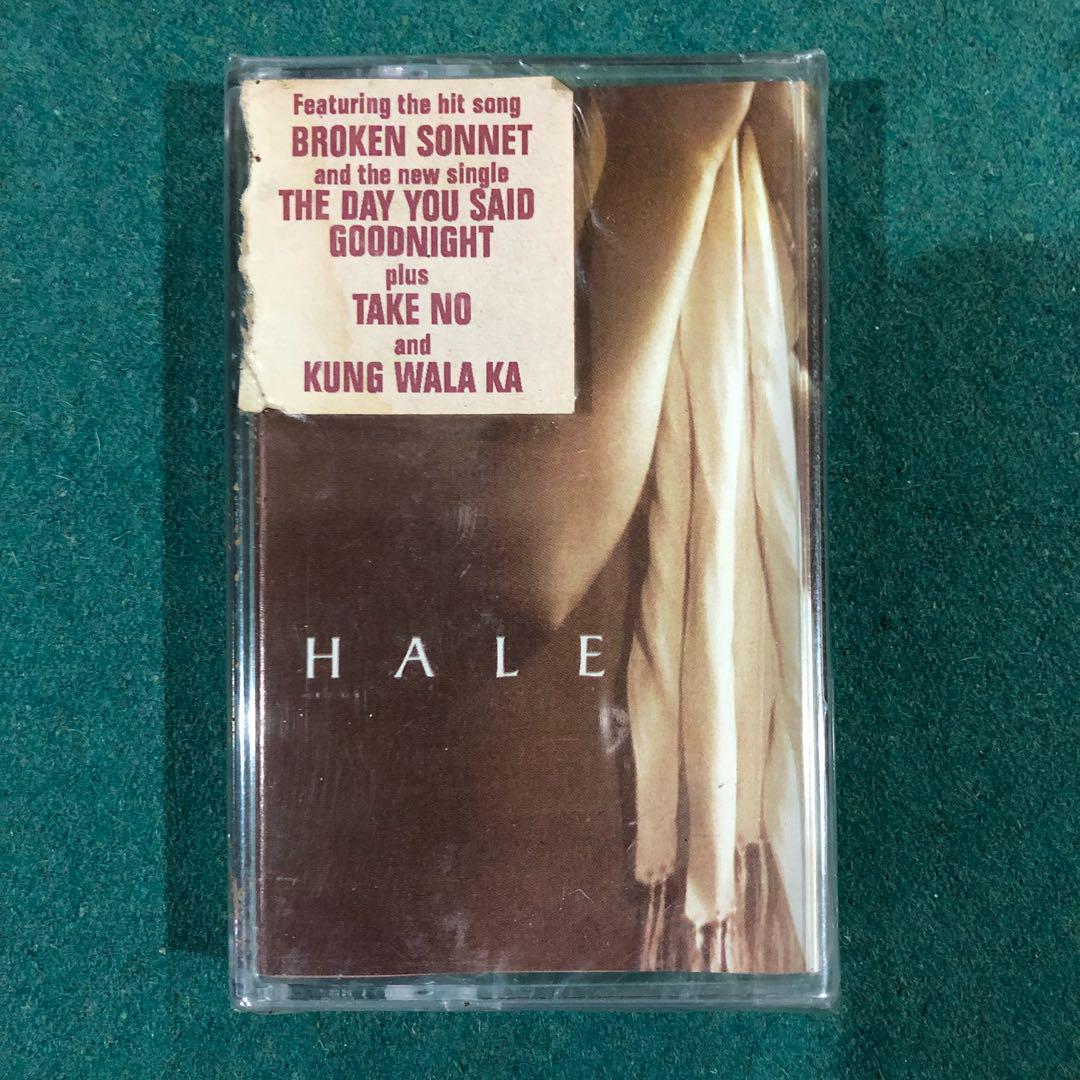 Featuring the hit song
BROKEN SONNET
and the new single
THE DAY YOU SAID
GOODNIGHT
plus
TAKE NO
and
KUNG WALA KA
HALE